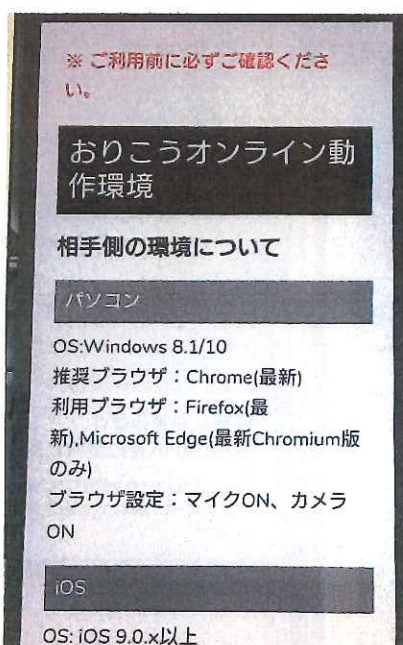 ※ ご利用前に必ずご確認くださ
い。
おりこうオンライン動
作環境
相手側の環境について
パソコン
OS:Windows 8.1/10
推奨ブラウザ：Chrome(最新)
利用ブラウザ：Firefox(最
新),Microsoft Edge(最新Chromium版
のみ)
ブラウザ設定：マイクON、カメラ
ON
iOS
OS: iOS 9.0.x以上